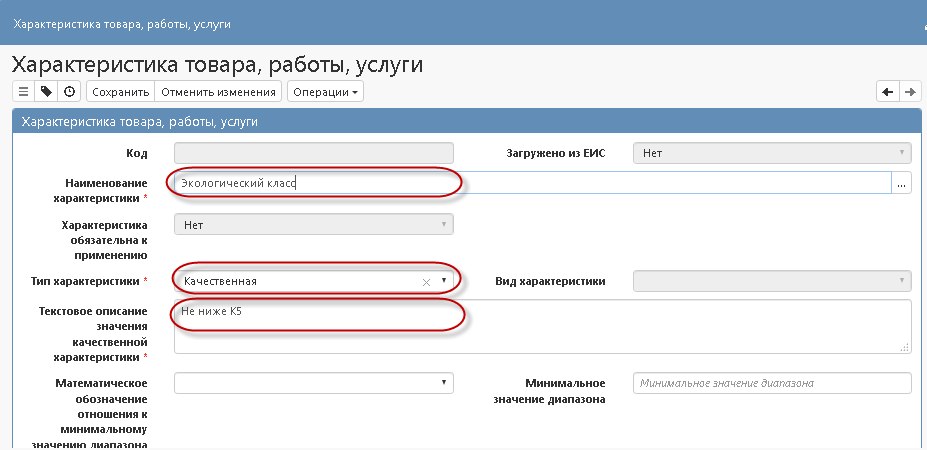 Характеристика товара, работы, услуги
Характеристика товара, работы, услуги
Сохранить Отменить изменения Операции
Характеристика товара, работы, услуги
Код
Загружено из ЕИС Нет
Наименование характеристики * Экологический класс ...
Характеристика обязательна к применению Нет
Тип характеристики * Качественная
Вид характеристики
Текстовое описание значения качественной характеристики * Не ниже К5
Математическое обозначение отношения к минимальному значению диапазона
Минимальное значение диапазона Минимальное значение диапазона